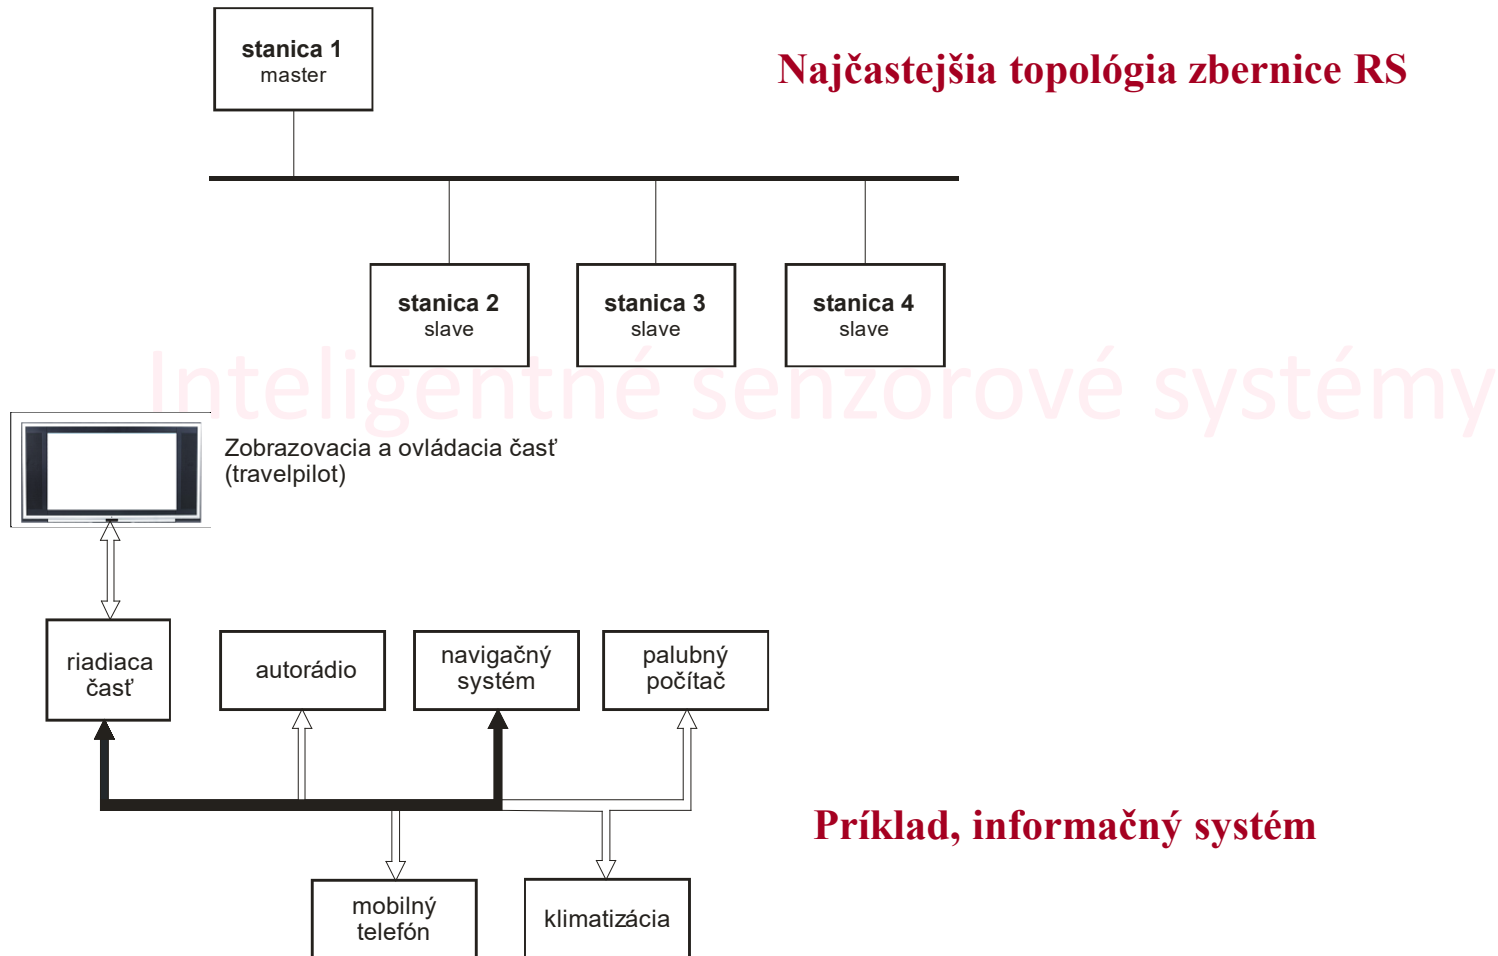 stanica 1
master
Najčastejšia topológia zbernice RS
stanica 2
slave
stanica 3
slave
stanica 4
slave
Inteligentné senzorové systémy
Zobrazovacia a ovládacia časť
(travelpilot)
riadiaca
časť
autorádio
navigačný
systém
palubný
počítač
Príklad, informačný systém
mobilný
telefón
klimatizácia